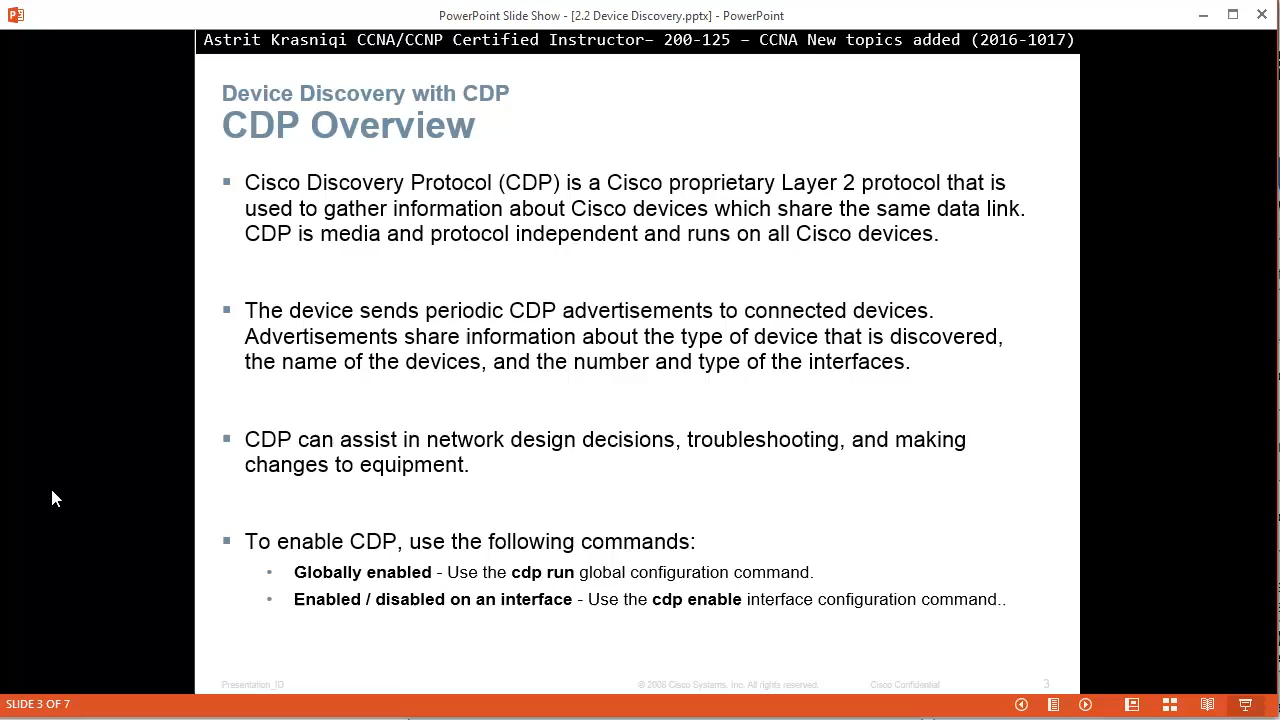 PowerPoint Slide Show - [2.2 Device Discovery.pptx] - PowerPoint
Astrit Krasniqi CCNA/CCNP Certified Instructor– 200-125 – CCNA New topics added (2016-1017)
Device Discovery with CDP
CDP Overview
▪ Cisco Discovery Protocol (CDP) is a Cisco proprietary Layer 2 protocol that is
used to gather information about Cisco devices which share the same data link.
CDP is media and protocol independent and runs on all Cisco devices.
▪ The device sends periodic CDP advertisements to connected devices.
Advertisements share information about the type of device that is discovered,
the name of the devices, and the number and type of the interfaces.
▪ CDP can assist in network design decisions, troubleshooting, and making
changes to equipment.
▪ To enable CDP, use the following commands:
• Globally enabled - Use the cdp run global configuration command.
• Enabled / disabled on an interface - Use the cdp enable interface configuration command..
Presentation_ID © 2008 Cisco Systems, Inc. All rights reserved. Cisco Confidential 3
SLIDE 3 OF 7